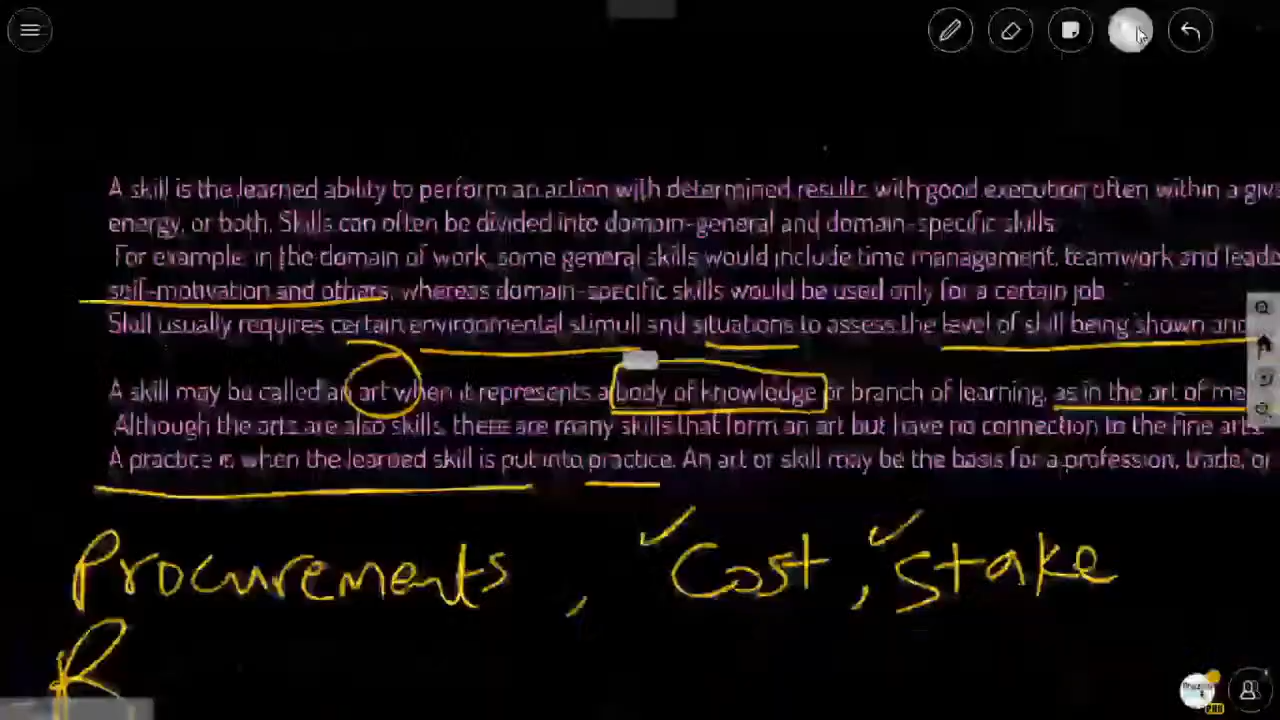 A skill is the learned ability to perform an action with determined results with good execution often within a
energy, or both. Skills can often be divided into domain-general and domain-specific skills.
For example, in the domain of work, some general skills would include time management, teamwork and
self-motivation and others, whereas domain-specific skills would be used only for a certain job.
Skill usually requires certain environmental stimuli and situations to assess the level of skill being shown and
A skill may be called an art when it represents a body of knowledge or branch of learning, as in the art of
Although the arts are also skills, there are many skills that form an art but have no connection to the fine arts.
A practice is when the learned skill is put into practice. An art or skill may be the basis for a profession, trade, or
Procurements, Cost, Stake
R
PRO